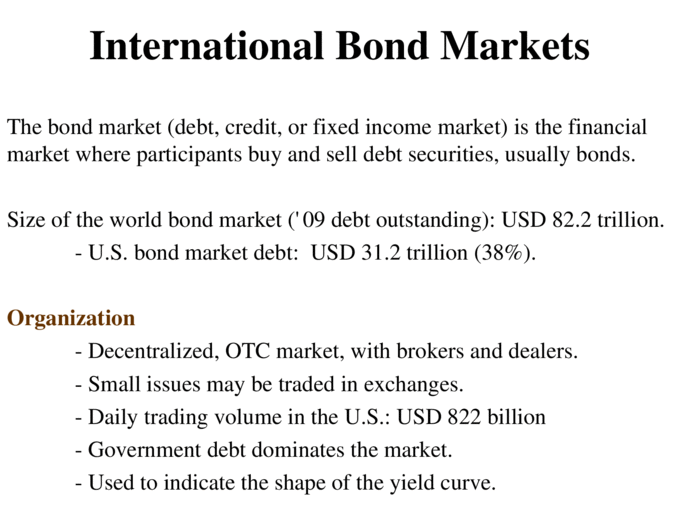 International Bond Markets
The bond market (debt, credit, or fixed income market) is the financial
market where participants buy and sell debt securities, usually bonds.
Size of the world bond market ('09 debt outstanding): USD 82.2 trillion.
- U.S. bond market debt:  USD 31.2 trillion (38%).
Organization
- Decentralized, OTC market, with brokers and dealers.
- Small issues may be traded in exchanges.
- Daily trading volume in the U.S.: USD 822 billion
- Government debt dominates the market.
- Used to indicate the shape of the yield curve.